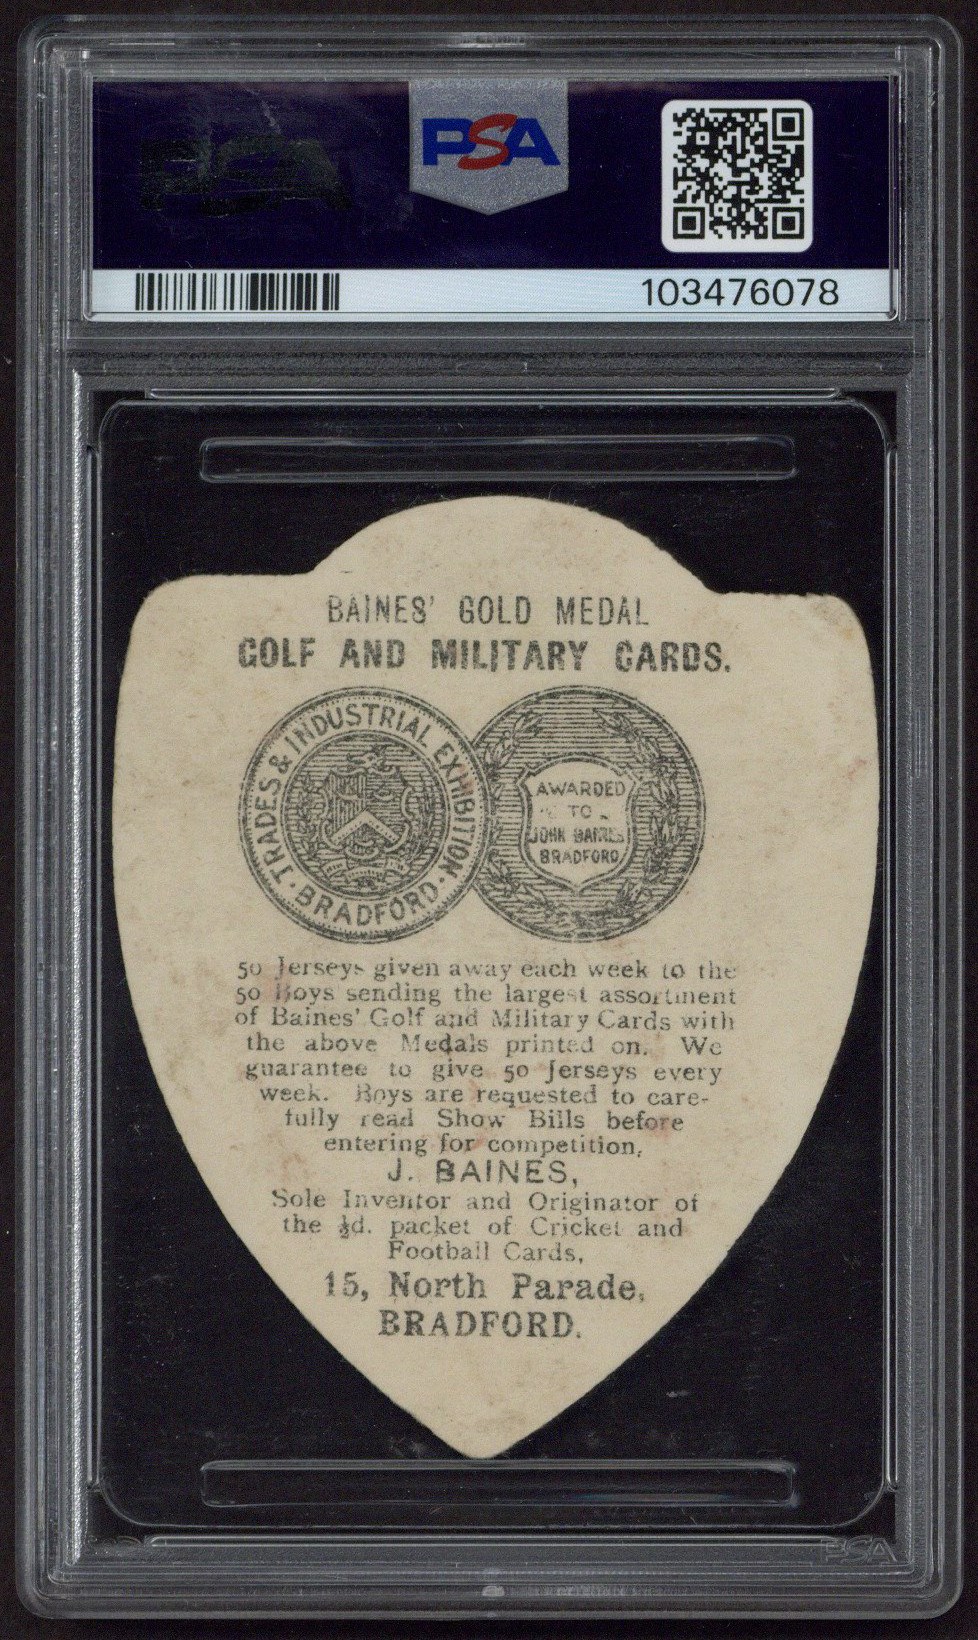 PSA
PSA
103476078
BAINES' GOLD MEDAL
GOLF AND MILITARY CARDS.
TRADES & INDUSTRIAL EXHIBITION
· BRADFORD ·
AWARDED
TO
JOHN BAINES
BRADFORD
50 Jerseys given away each week to the
50 Boys sending the largest assortment
of Baines' Golf and Military Cards with
the above Medals printed on. We
guarantee to give 50 Jerseys every
week. Boys are requested to care-
fully read Show Bills before
entering for competition,
J. BAINES,
Sole Inventor and Originator of
the ½d. packet of Cricket and
Football Cards,
15, North Parade,
BRADFORD.
PSA